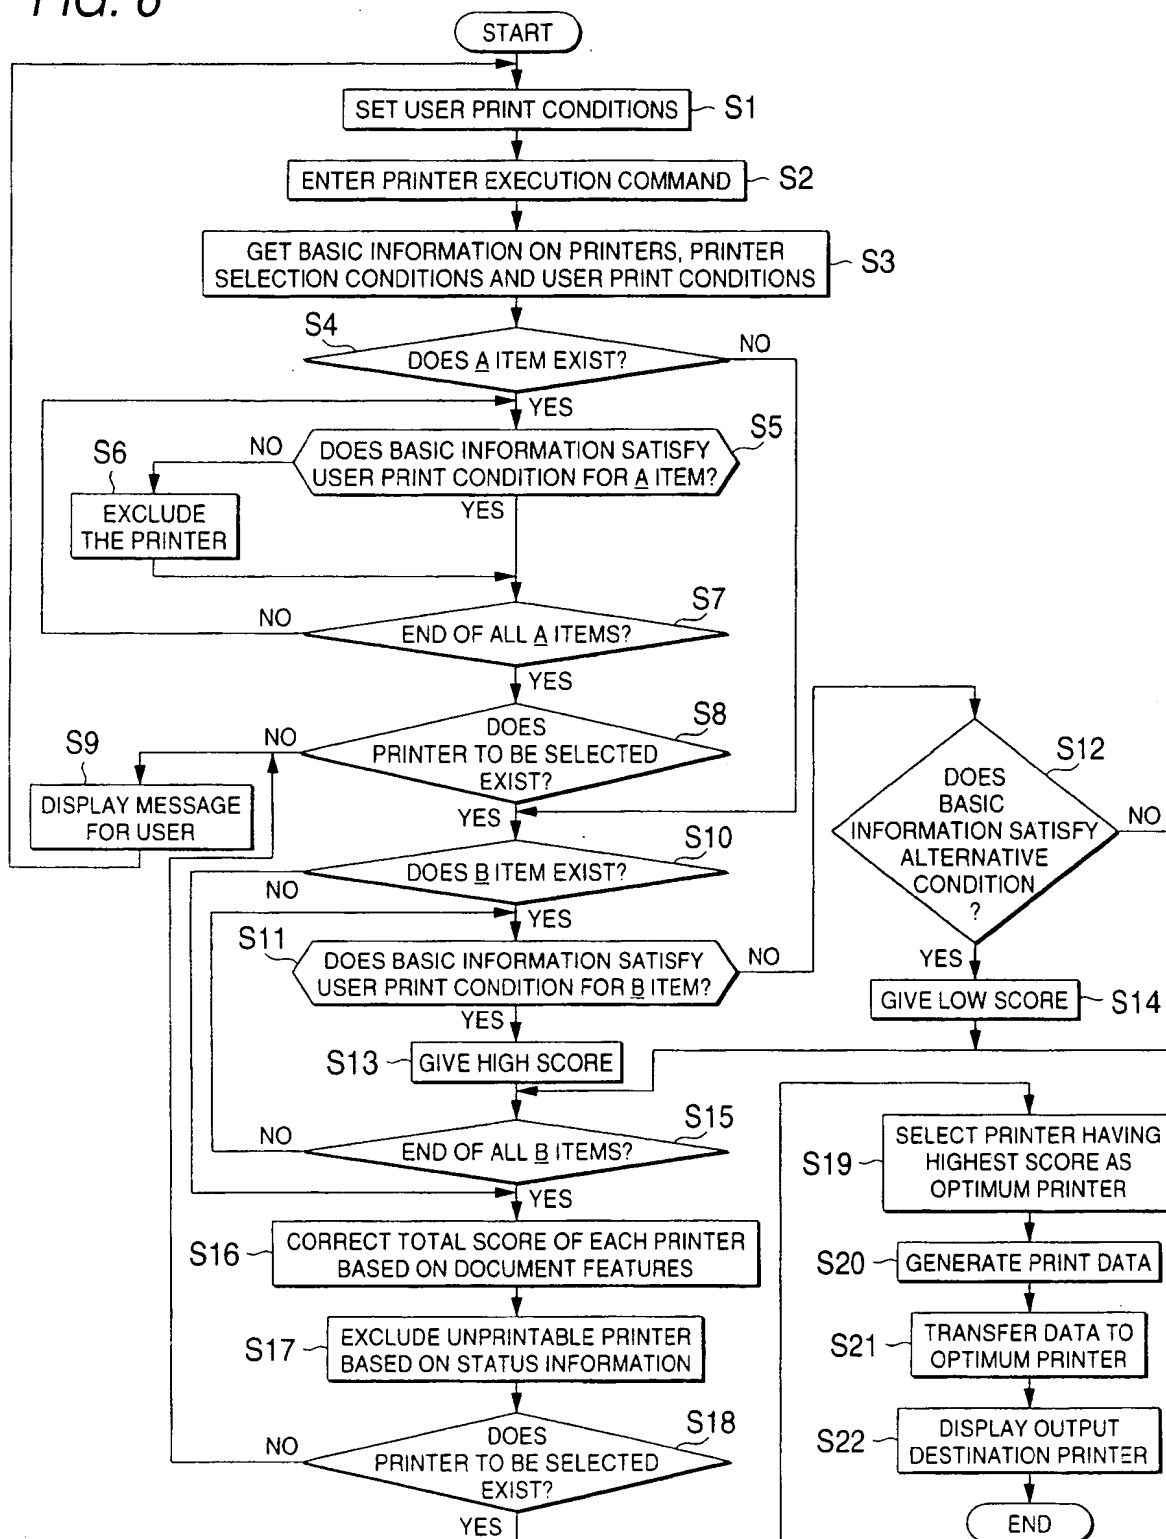 FIG. 6
START
SET USER PRINT CONDITIONS
S1
ENTER PRINTER EXECUTION COMMAND
S2
GET BASIC INFORMATION ON PRINTERS, PRINTER
SELECTION CONDITIONS AND USER PRINT CONDITIONS
S3
S4
DOES A ITEM EXIST?
NO
YES
S5
DOES BASIC INFORMATION SATISFY
USER PRINT CONDITION FOR A ITEM?
NO
YES
S6
EXCLUDE
THE PRINTER
S7
END OF ALL A ITEMS?
NO
YES
S8
DOES
PRINTER TO BE SELECTED
EXIST?
NO
YES
S9
DISPLAY MESSAGE
FOR USER
S10
DOES B ITEM EXIST?
NO
YES
S11
DOES BASIC INFORMATION SATISFY
USER PRINT CONDITION FOR B ITEM?
NO
YES
S12
DOES
BASIC
INFORMATION SATISFY
ALTERNATIVE
CONDITION
?
NO
YES
S13
GIVE HIGH SCORE
GIVE LOW SCORE
S14
S15
END OF ALL B ITEMS?
NO
YES
S16
CORRECT TOTAL SCORE OF EACH PRINTER
BASED ON DOCUMENT FEATURES
S17
EXCLUDE UNPRINTABLE PRINTER
BASED ON STATUS INFORMATION
S18
DOES
PRINTER TO BE SELECTED
EXIST?
NO
YES
S19
SELECT PRINTER HAVING
HIGHEST SCORE AS
OPTIMUM PRINTER
S20
GENERATE PRINT DATA
S21
TRANSFER DATA TO
OPTIMUM PRINTER
S22
DISPLAY OUTPUT
DESTINATION PRINTER
END